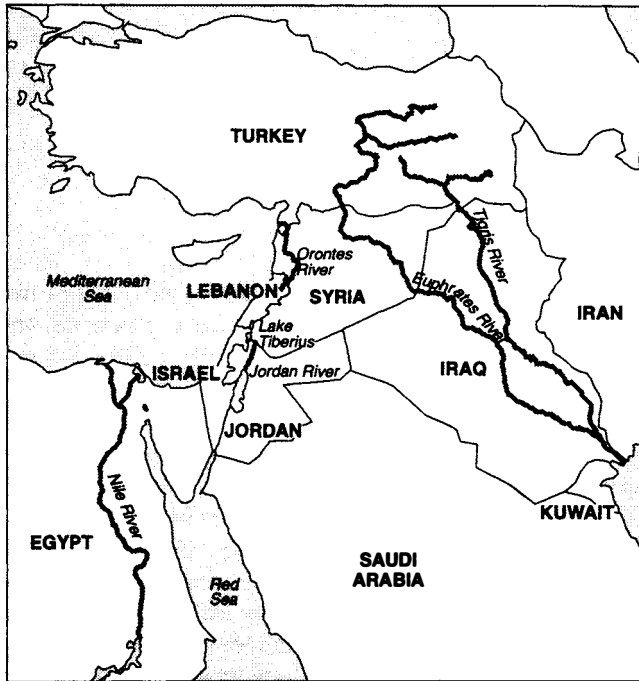 TURKEY
Tigris River
Orontes
River
Mediterranean
Sea
LEBANON
SYRIA
Euphrates River
IRAN
Lake
Tiberius
ISRAEL
Jordan River
IRAQ
JORDAN
Nile River
KUWAIT
EGYPT
SAUDI
ARABIA
Red
Sea